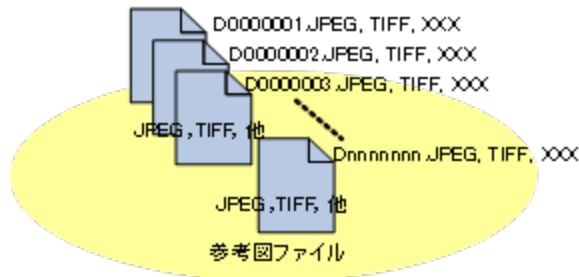 D0000001.JPEG, TIFF, XXX
D0000002.JPEG, TIFF, XXX
D0000003.JPEG, TIFF, XXX
JPEG,TIFF, 他
Dnnnnnnn.JPEG, TIFF, XXX
JPEG,TIFF, 他
参考図ファイル